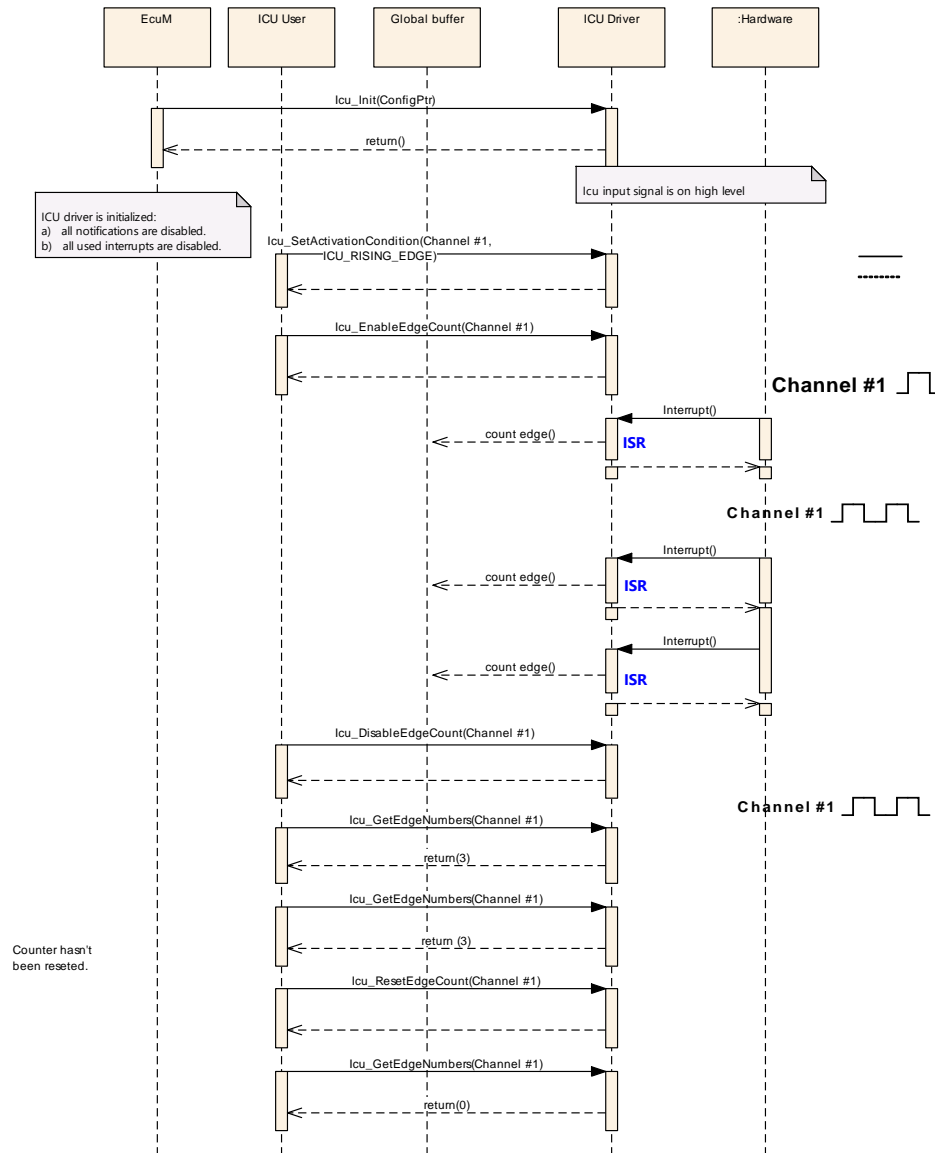 EcuM
ICU User
Global buffer
ICU Driver
:Hardware
Icu_Init(ConfigPtr)
return()
Icu input signal is on high level
ICU driver is initialized:
a) all notifications are disabled.
b) all used interrupts are disabled.
Icu_SetActivationCondition(Channel #1,
ICU_RISING_EDGE)
Icu_EnableEdgeCount(Channel #1)
Channel #1
Interrupt()
count edge()
ISR
Channel #1
Interrupt()
count edge()
ISR
Interrupt()
count edge()
ISR
Icu_DisableEdgeCount(Channel #1)
Channel #1
Icu_GetEdgeNumbers(Channel #1)
return(3)
Icu_GetEdgeNumbers(Channel #1)
return (3)
Counter hasn't
been reseted.
Icu_ResetEdgeCount(Channel #1)
Icu_GetEdgeNumbers(Channel #1)
return(0)